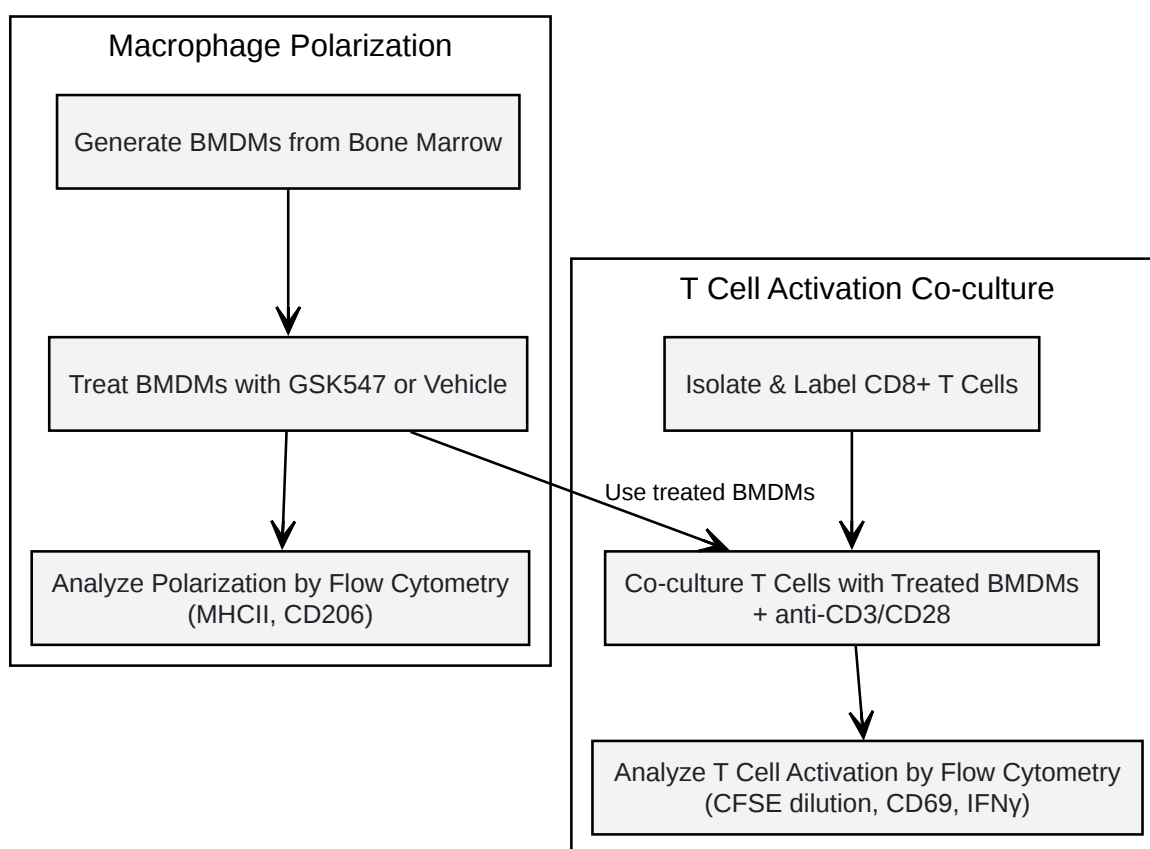 Macrophage Polarization
Generate BMDMs from Bone Marrow
Treat BMDMs with GSK547 or Vehicle
Analyze Polarization by Flow Cytometry
(MHCII, CD206)
Use treated BMDMs
T Cell Activation Co-culture
Isolate & Label CD8+ T Cells
Co-culture T Cells with Treated BMDMs
+ anti-CD3/CD28
Analyze T Cell Activation by Flow Cytometry
(CFSE dilution, CD69, IFNγ)